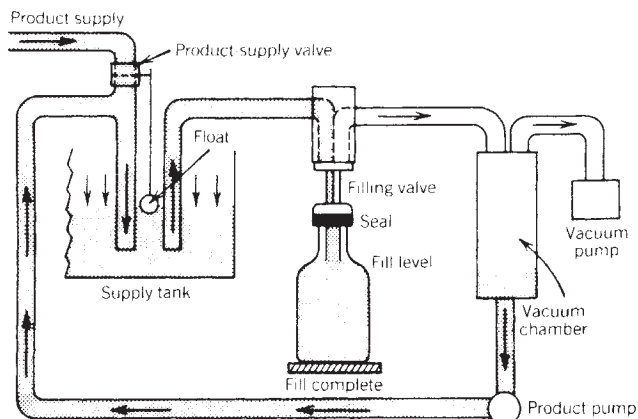 Product supply
Product supply valve
Float
Filling valve
Seal
Fill level
Supply tank
Fill complete
Vacuum
pump
Vacuum
chamber
Product pump